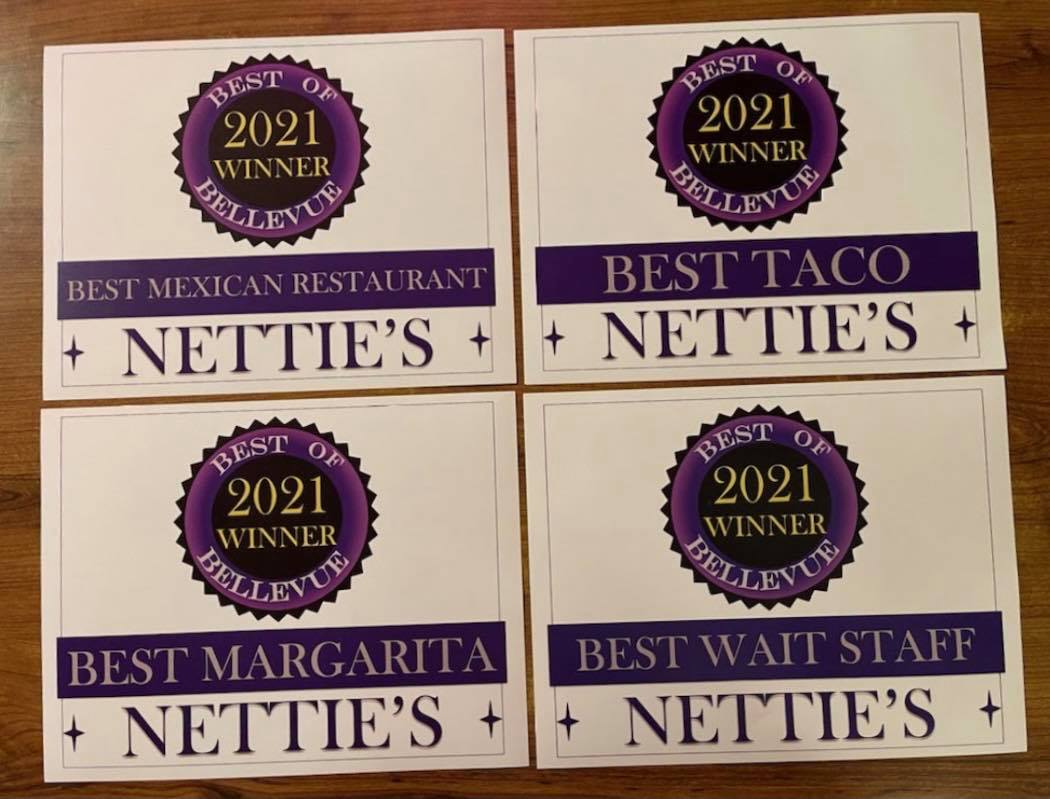 BEST OF
2021
WINNER
BELLEVUE
BEST MEXICAN RESTAURANT
NETTIE'S
BEST OF
2021
WINNER
BELLEVUE
BEST TACO
NETTIE'S
BEST OF
2021
WINNER
BELLEVUE
BEST MARGARITA
NETTIE'S
BEST OF
2021
WINNER
BELLEVUE
BEST WAIT STAFF
NETTIE'S